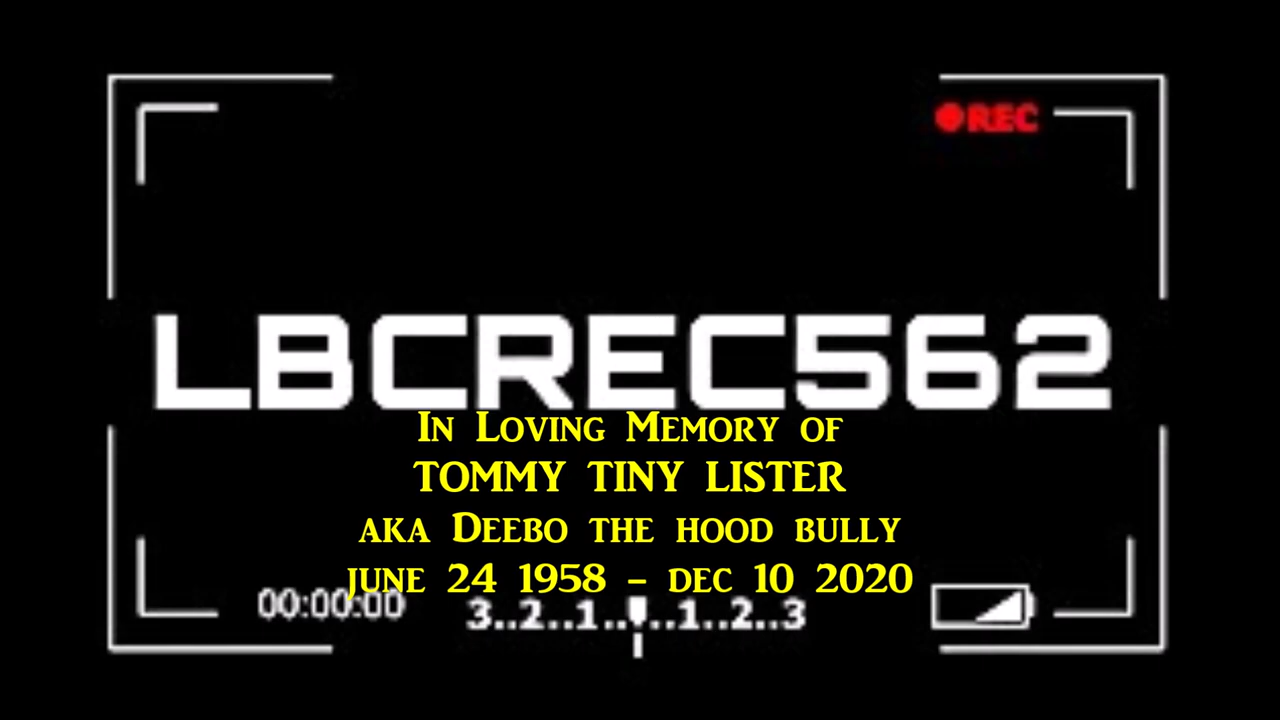 ●REC
LBCREC562
In Loving Memory of
TOMMY TINY LISTER
AKA Deebo the hood bully
JUNE 24 1958 – DEC 10 2020
00:00:00
3..2..1..▮..1..2..3